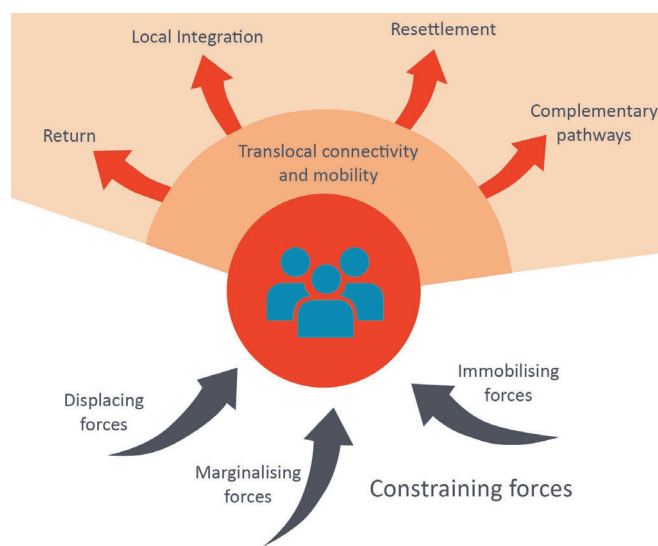 Local Integration
Resettlement
Return
Complementary
pathways
Translocal connectivity
and mobility
Displacing
forces
Immobilising
forces
Marginalising
forces
Constraining forces